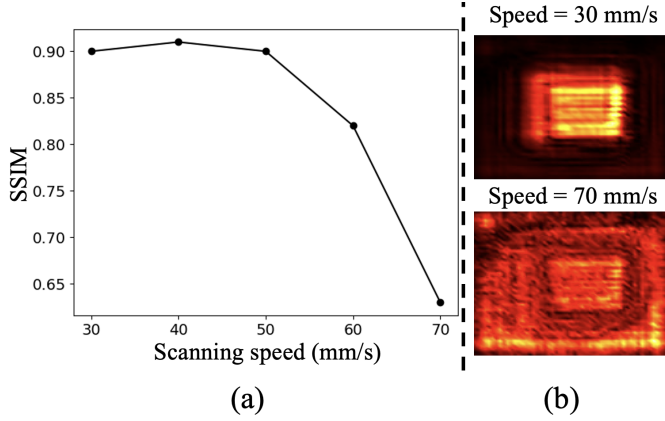 0.90
0.85
0.80
0.75
0.70
0.65
SSIM
30 40 50 60 70
Scanning speed (mm/s)
(a)
Speed = 30 mm/s
Speed = 70 mm/s
(b)